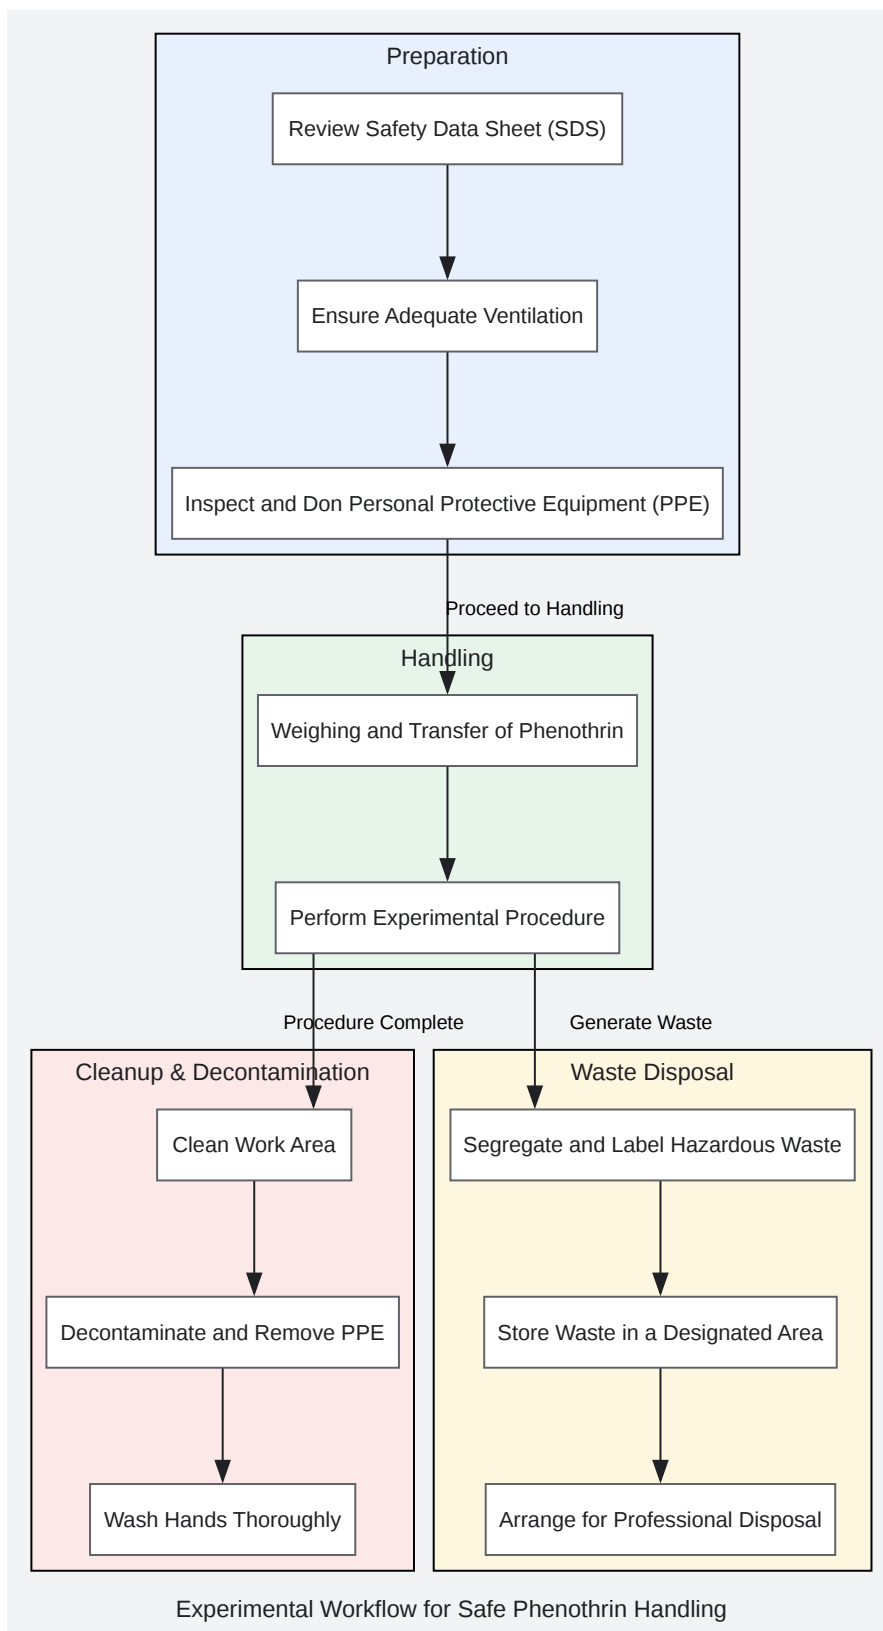 Preparation
Review Safety Data Sheet (SDS)
Ensure Adequate Ventilation
Inspect and Don Personal Protective Equipment (PPE)
Proceed to Handling
Handling
Weighing and Transfer of Phenothrin
Perform Experimental Procedure
Procedure Complete
Generate Waste
Cleanup & Decontamination
Clean Work Area
Decontaminate and Remove PPE
Wash Hands Thoroughly
Waste Disposal
Segregate and Label Hazardous Waste
Store Waste in a Designated Area
Arrange for Professional Disposal
Experimental Workflow for Safe Phenothrin Handling